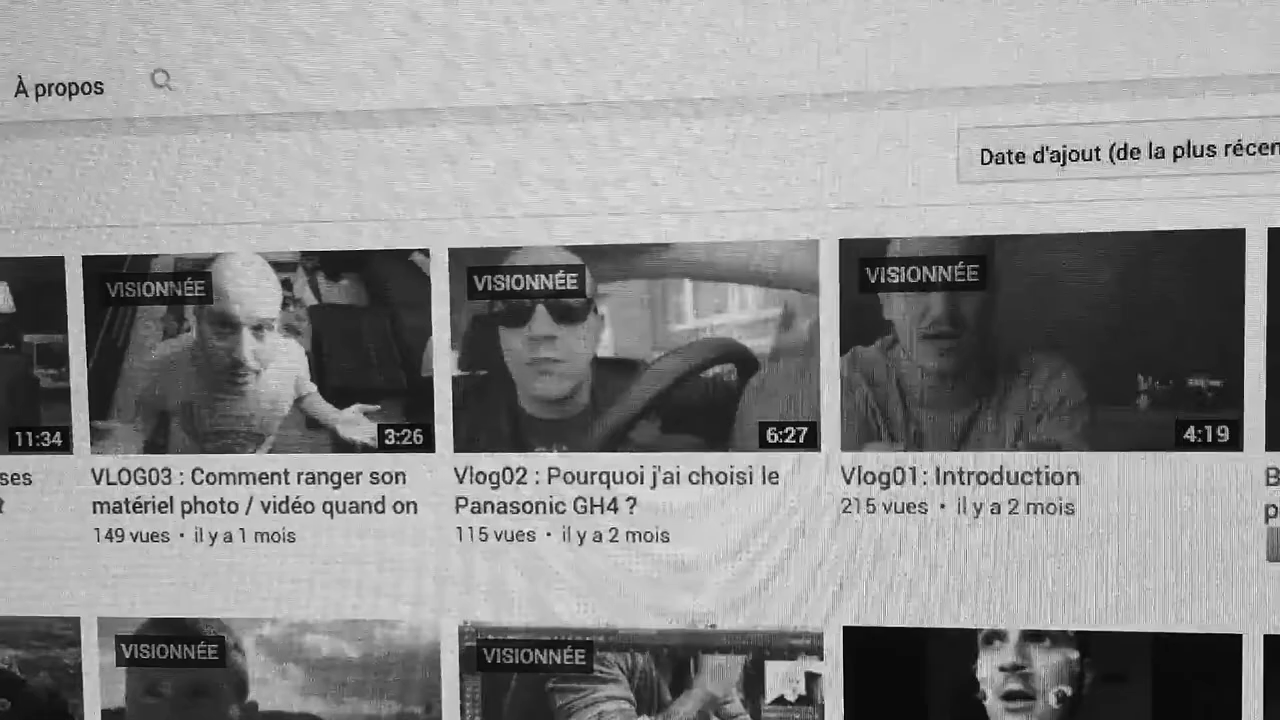 À propos
Date d'ajout (de la plus récen
VISIONNÉE
VISIONNÉE
VISIONNÉE
11:34
3:26
6:27
4:19
ses
VLOG03 : Comment ranger son
matériel photo / vidéo quand on
149 vues • il y a 1 mois
Vlog02 : Pourquoi j'ai choisi le
Panasonic GH4 ?
115 vues • il y a 2 mois
Vlog01: Introduction
215 vues • il y a 2 mois
VISIONNÉE
VISIONNÉE